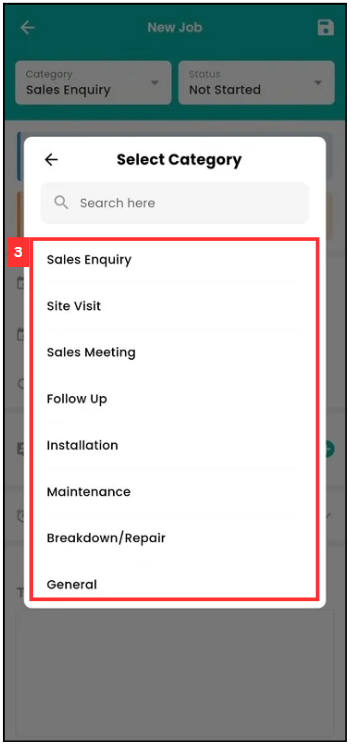 New Job
Category
Sales Enquiry
Status
Not Started
Select Category
Search here
3
Sales Enquiry
Site Visit
Sales Meeting
Follow Up
Installation
Maintenance
Breakdown/Repair
General
T